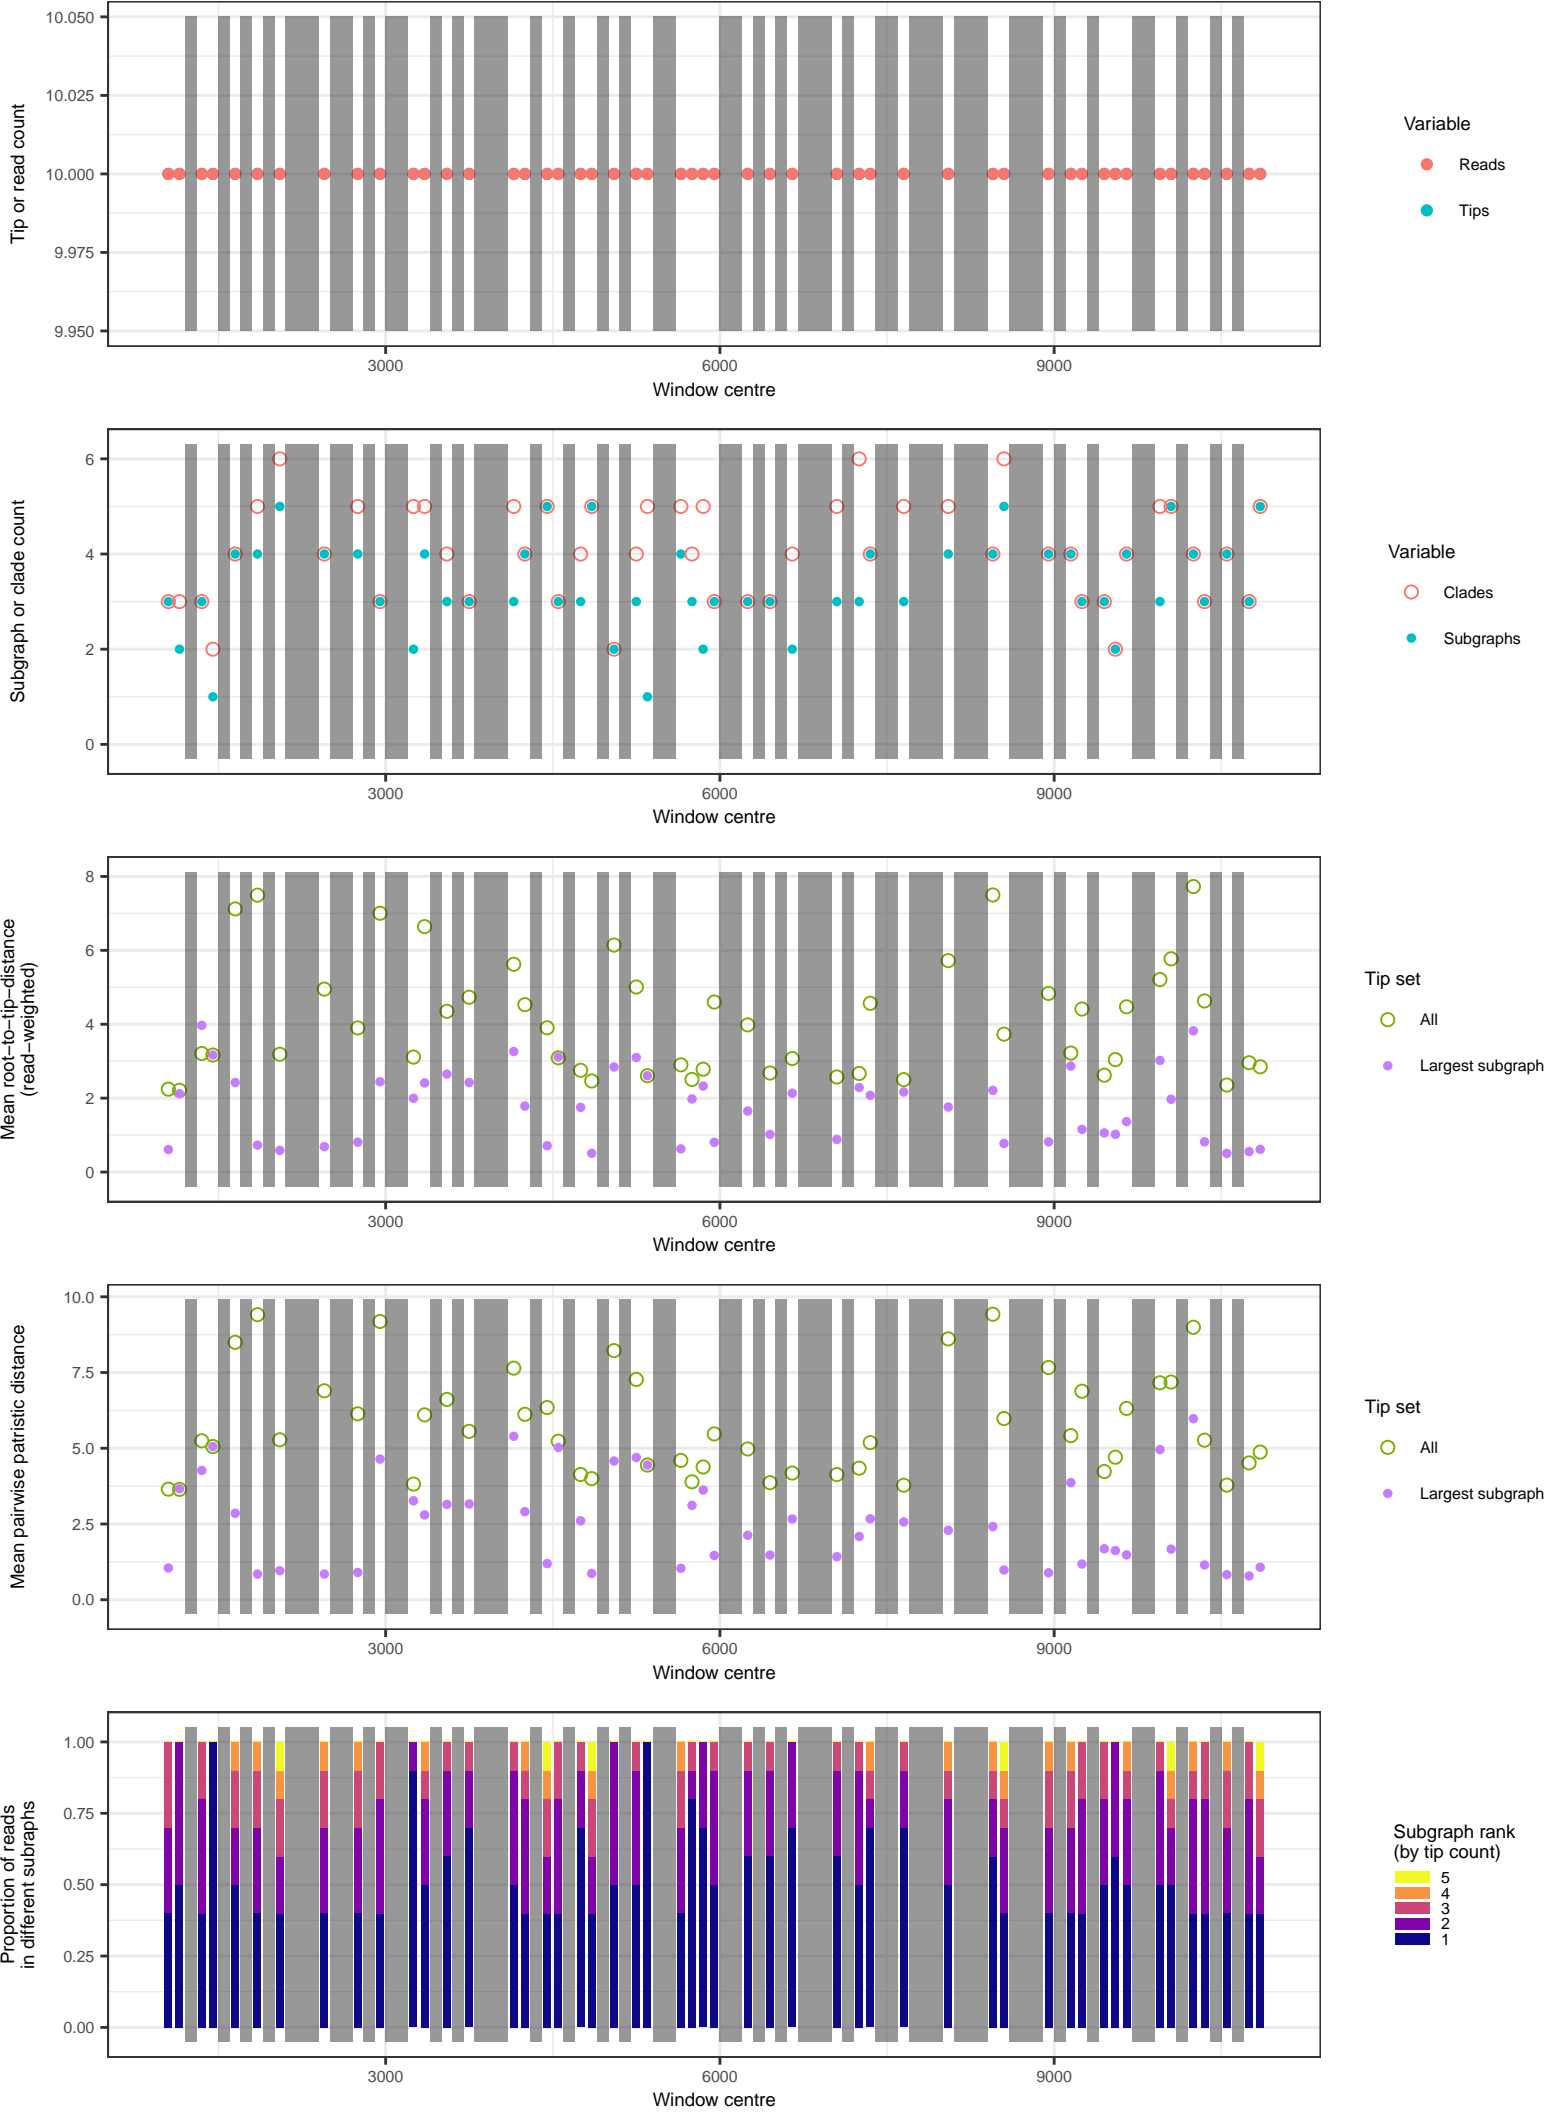 Tip or read count
10.050
10.025
10.000
9.975
9.950
3000
6000
9000
Window centre
Variable
Reads
Tips
Subgraph or clade count
6
4
2
0
3000
6000
9000
Window centre
Variable
Clades
Subgraphs
Mean root−to−tip−distance
(read−weighted)
8
6
4
2
0
3000
6000
9000
Window centre
Tip set
All
Largest subgraph
Mean pairwise patristic distance
10.0
7.5
5.0
2.5
0.0
3000
6000
9000
Window centre
Tip set
All
Largest subgraph
Proportion of reads
in different subraphs
1.00
0.75
0.50
0.25
0.00
3000
6000
9000
Window centre
Subgraph rank
(by tip count)
5
4
3
2
1